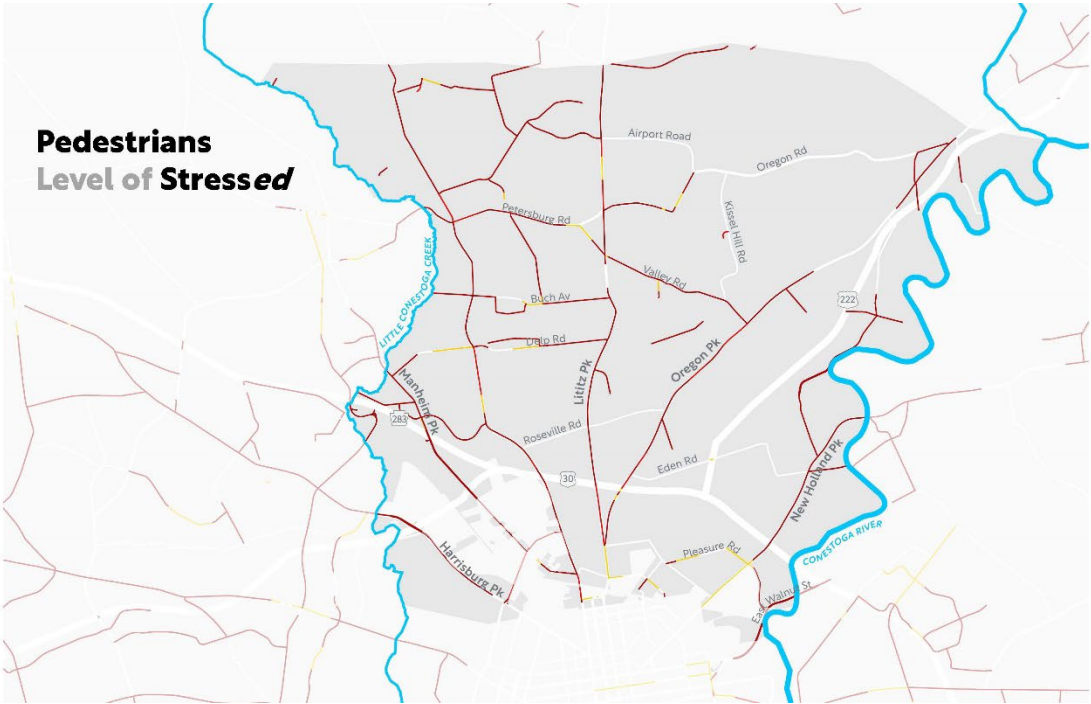 Pedestrians
Level of Stressed
Airport Road
Oregon Rd
Petersburg Rd
Kissel Hill Rd
LITTLE CONESTOGA CREEK
Valley Rd
Buch Av
222
Delp Rd
Manheim Pk
Lititz Pk
Oregon Pk
283
Roseville Rd
Eden Rd
30
New Holland Pk
CONESTOGA RIVER
Harrisburg Pk
Pleasure Rd
East Walnut St